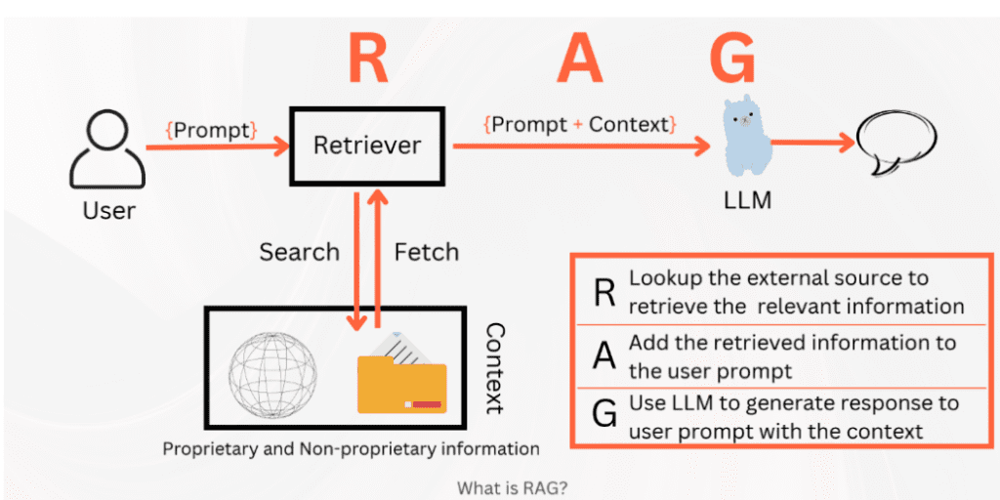 R A G
{Prompt}
Retriever
{Prompt + Context}
User
LLM
Search
Fetch
Context
Proprietary and Non-proprietary information
R
Lookup the external source to
retrieve the relevant information
A
Add the retrieved information to
the user prompt
G
Use LLM to generate response to
user prompt with the context
What is RAG?